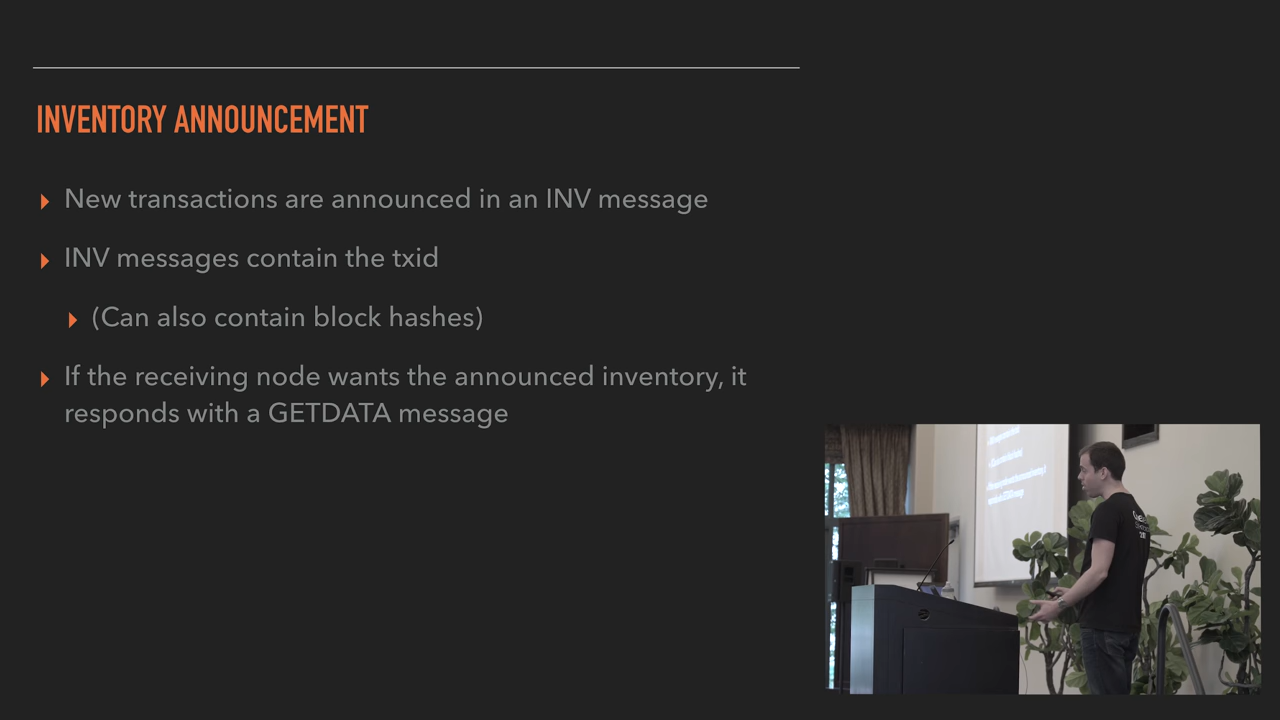 INVENTORY ANNOUNCEMENT
New transactions are announced in an INV message
INV messages contain the txid
(Can also contain block hashes)
If the receiving node wants the announced inventory, it
responds with a GETDATA message